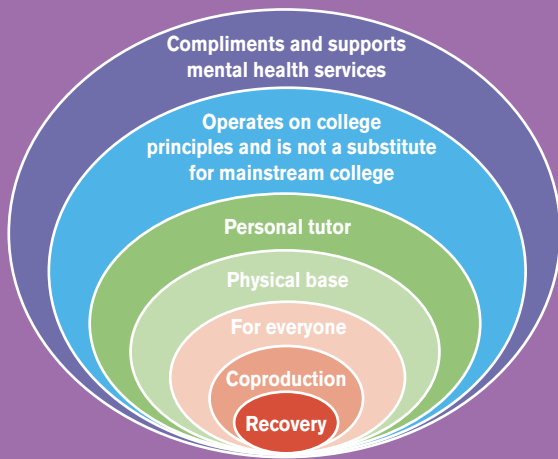 Compliments and supports
mental health services
Operates on college
principles and is not a substitute
for mainstream college
Personal tutor
Physical base
For everyone
Coproduction
Recovery